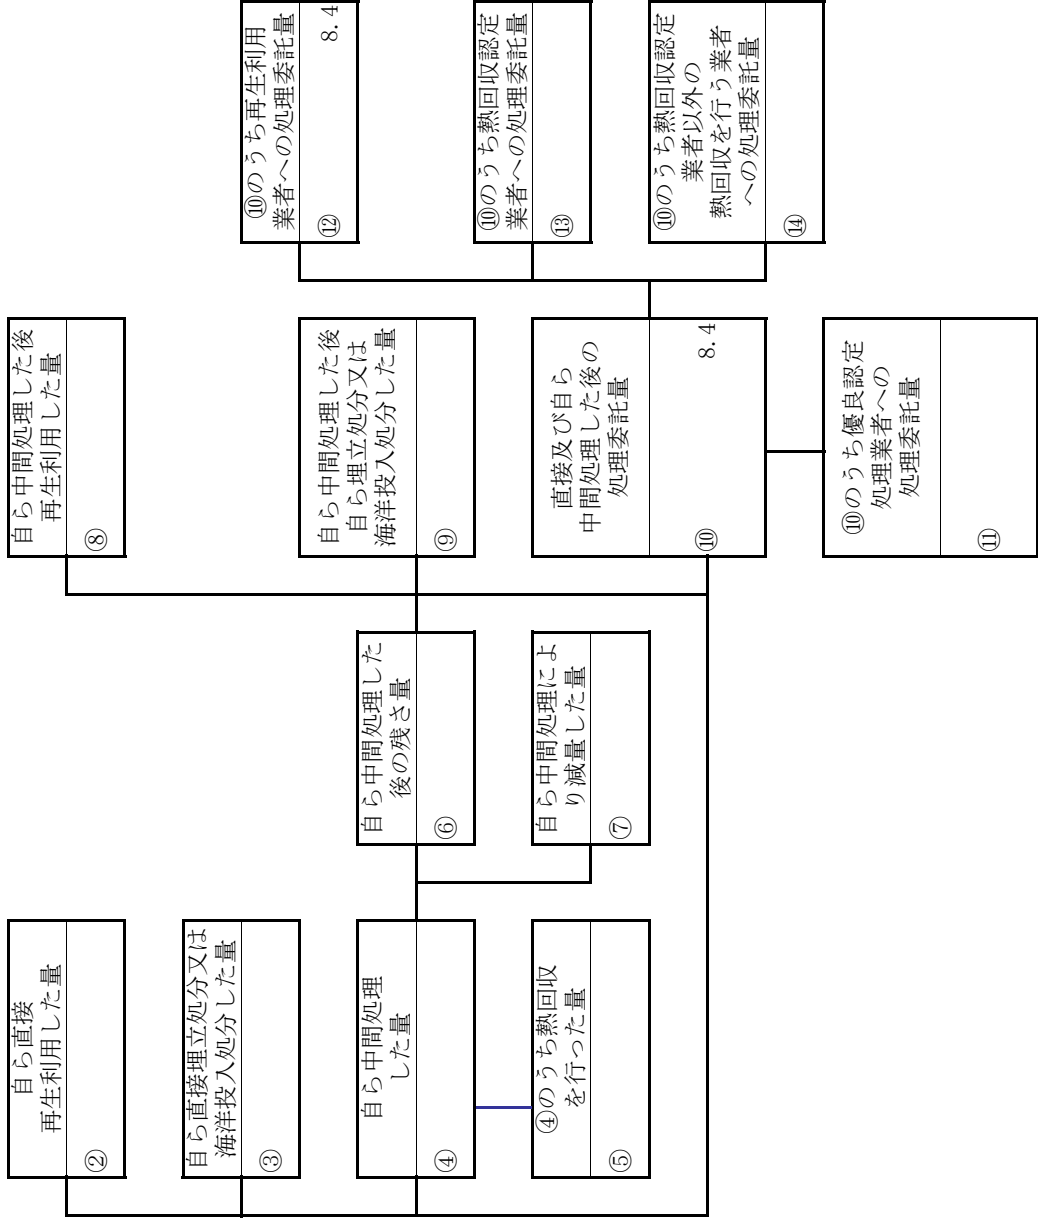 自ら直接
再生利用した量
②
自ら直接埋立処分又は
海洋投入処分した量
③
自ら中間処理
した量
④
④のうち熱回収
を行った量
⑤
自ら中間処理した
後の残さ量
⑥
自ら中間処理によ
り減量した量
⑦
自ら中間処理した後
再生利用した量
⑧
自ら中間処理した後
自ら埋立処分又は
海洋投入処分した量
⑨
直接及び自ら
中間処理した後の
処理委託量
⑩ 8.4
⑩のうち優良認定
処理業者への
処理委託量
⑪
⑩のうち再生利用
業者への処理委託量
⑫ 8.4
⑩のうち熱回収認定
業者への処理委託量
⑬
⑩のうち熱回収認定
業者以外の
熱回収を行う業者
への処理委託量
⑭